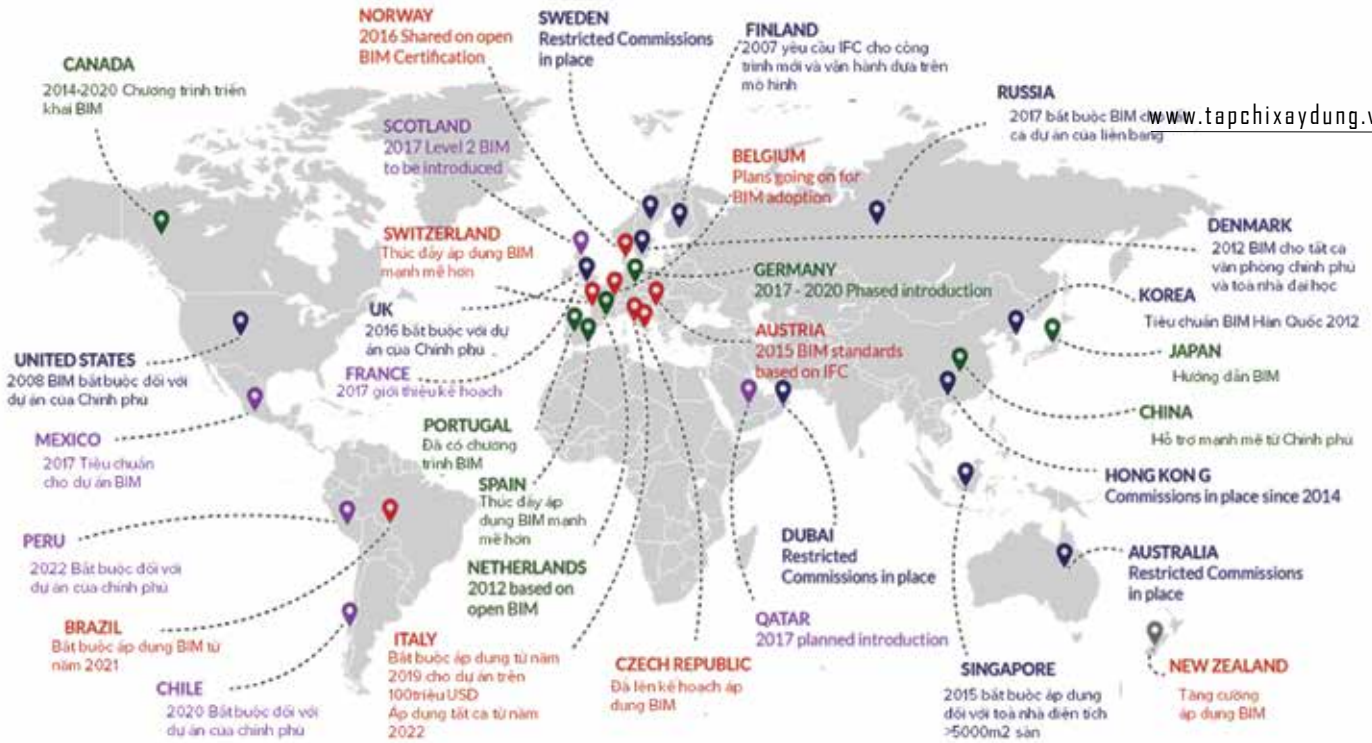 NORWAY
2016 Shared on open
BIM Certification
SWEDEN
Restricted Commissions
in place
FINLAND
2007 yêu cầu IFC cho công
trình mới và vận hành dựa trên
mô hình
CANADA
2014-2020 Chương trình triển
khai BIM
RUSSIA
2017 bắt buộc BIM cho
cả dự án của liên bang
www.tapchixaydung.v
SCOTLAND
2017 Level 2 BIM
to be introduced
BELGIUM
Plans going on for
BIM adoption
SWITZERLAND
Thúc đẩy áp dụng BIM
mạnh mẽ hơn
DENMARK
2012 BIM cho tất cả
văn phòng chính phủ
và toà nhà đại học
GERMANY
2017 - 2020 Phased introduction
KOREA
Tiêu chuẩn BIM Hàn Quốc 2012
UK
2016 bắt buộc với dự
án của Chính phủ
AUSTRIA
2015 BIM standards
based on IFC
JAPAN
Hướng dẫn BIM
UNITED STATES
2008 BIM bắt buộc đối với
dự án của Chính phủ
FRANCE
2017 giới thiệu kế hoạch
CHINA
Hỗ trợ mạnh mẽ từ Chính phủ
MEXICO
2017 Tiêu chuẩn
cho dự án BIM
PORTUGAL
Đã có chương
trình BIM
HONG KON G
Commissions in place since 2014
SPAIN
Thúc đẩy áp
dụng BIM mạnh
mẽ hơn
PERU
2022 Bắt buộc đối với
dự án của chính phủ
NETHERLANDS
2012 based on
open BIM
DUBAI
Restricted
Commissions in place
AUSTRALIA
Restricted Commissions
in place
BRAZIL
Bắt buộc áp dụng BIM từ
năm 2021
ITALY
Bắt buộc áp dụng từ năm
2019 cho dự án trên
100triệu USD
Áp dụng tất cả từ năm
2022
QATAR
2017 planned introduction
CZECH REPUBLIC
Đã lên kế hoạch áp
dụng BIM
SINGAPORE
2015 bắt buộc áp dụng
đối với toà nhà diện tích
>5000m2 sàn
NEW ZEALAND
Tăng cường
áp dụng BIM
CHILE
2020 Bắt buộc đối với
dự án của chính phủ